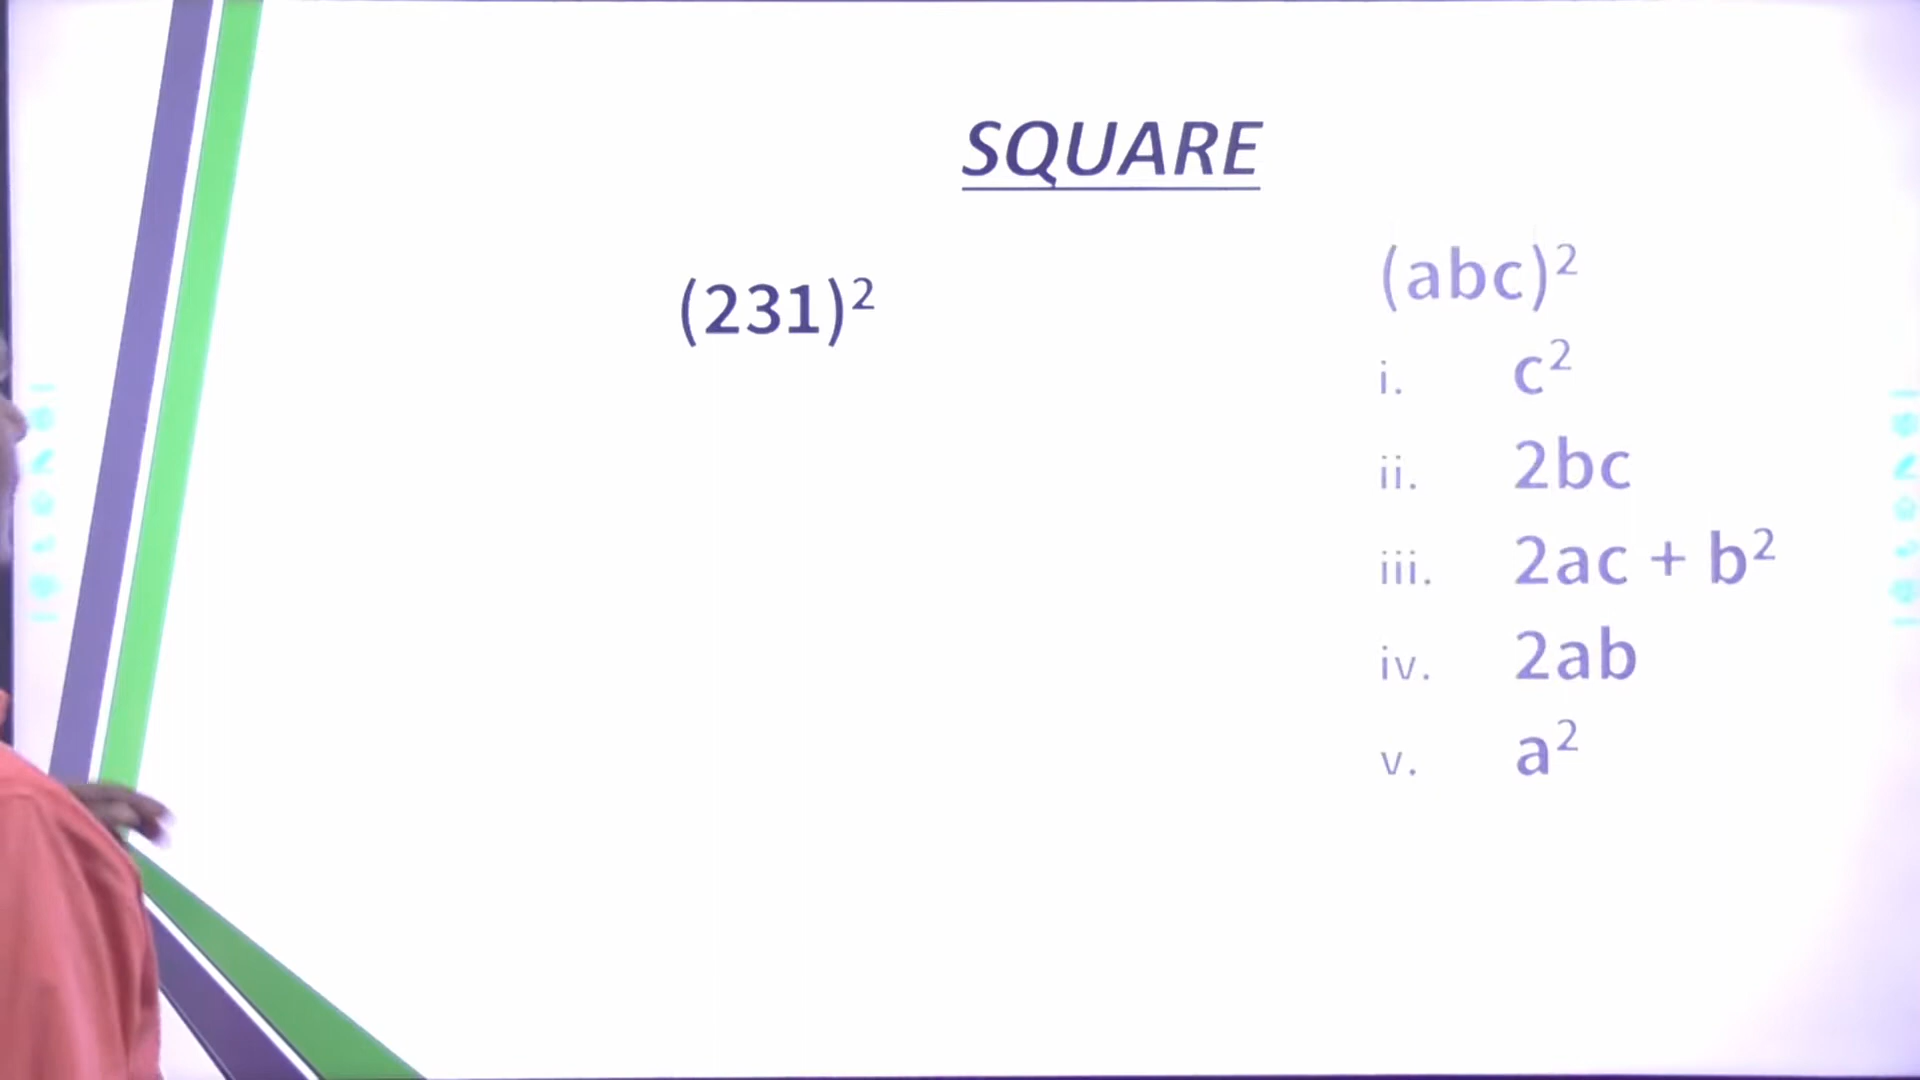 SQUARE
(231)²
(abc)²
i. c²
ii. 2bc
iii. 2ac + b²
iv. 2ab
v. a²